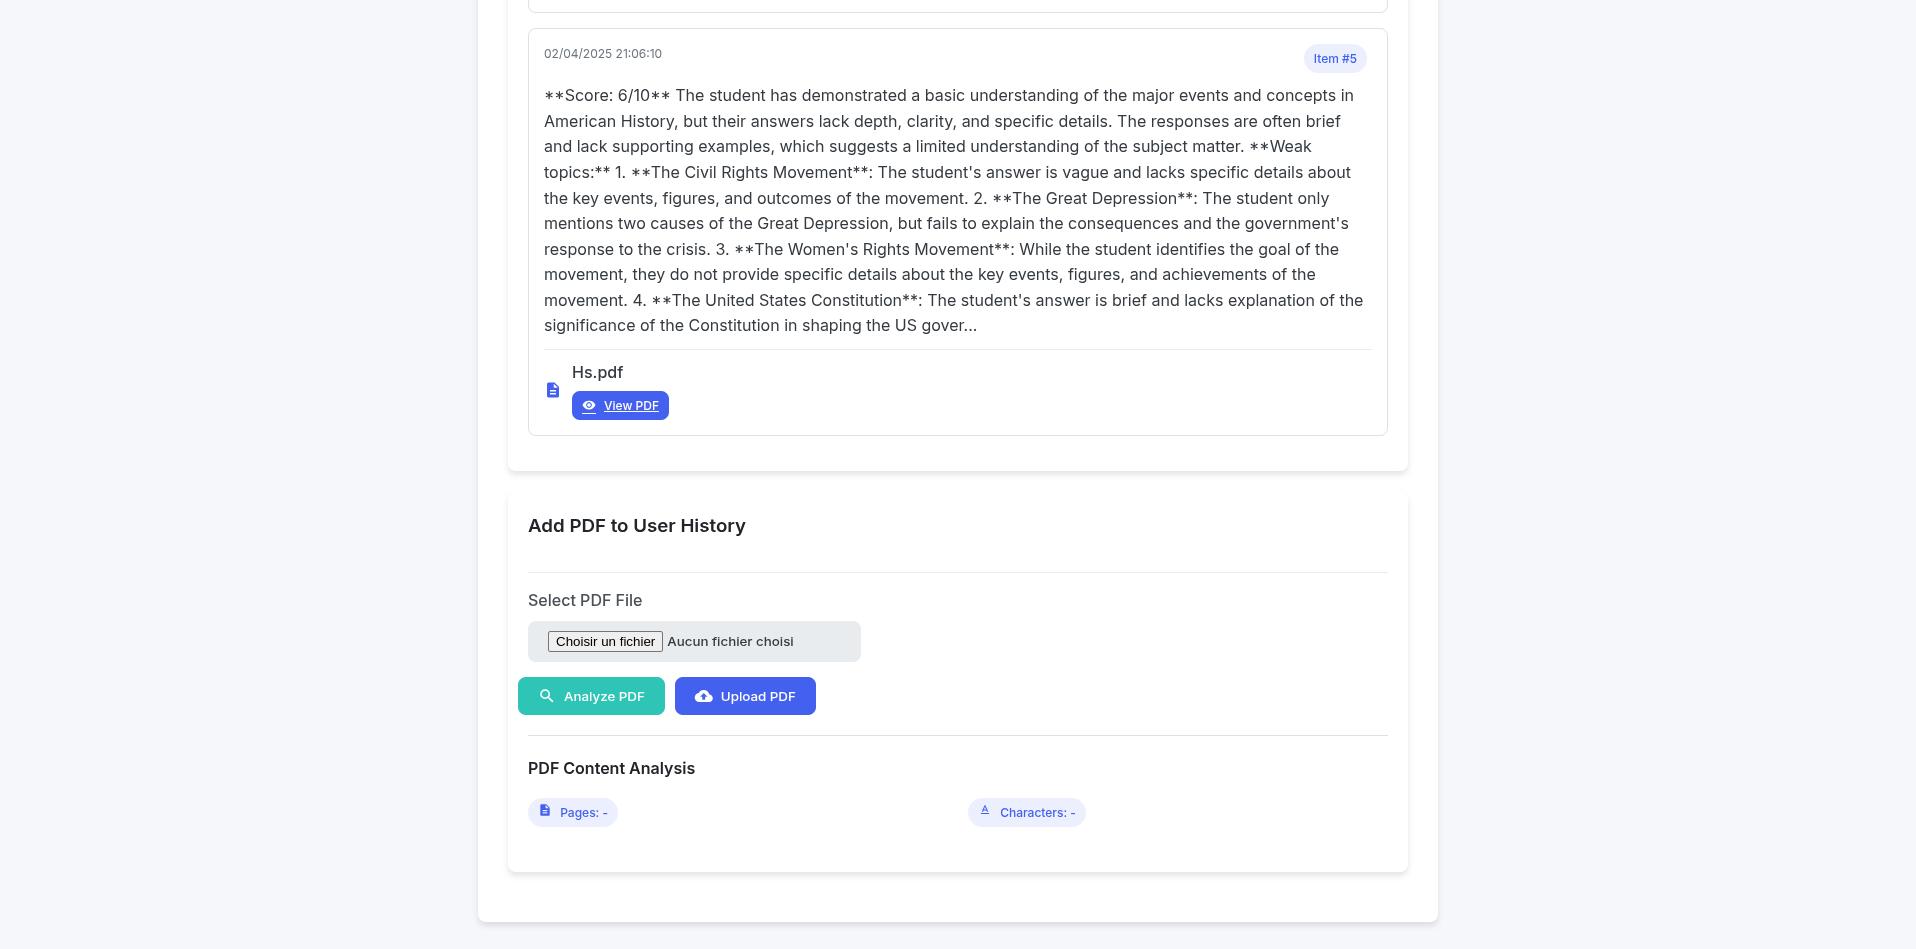 02/04/2025 21:06:10
Item #5
**Score: 6/10** The student has demonstrated a basic understanding of the major events and concepts in
American History, but their answers lack depth, clarity, and specific details. The responses are often brief
and lack supporting examples, which suggests a limited understanding of the subject matter. **Weak
topics:** 1. **The Civil Rights Movement**: The student's answer is vague and lacks specific details about
the key events, figures, and outcomes of the movement. 2. **The Great Depression**: The student only
mentions two causes of the Great Depression, but fails to explain the consequences and the government's
response to the crisis. 3. **The Women's Rights Movement**: While the student identifies the goal of the
movement, they do not provide specific details about the key events, figures, and achievements of the
movement. 4. **The United States Constitution**: The student's answer is brief and lacks explanation of the
significance of the Constitution in shaping the US gover...
Hs.pdf
View PDF
Add PDF to User History
Select PDF File
Choisir un fichier Aucun fichier choisi
Analyze PDF
Upload PDF
PDF Content Analysis
Pages: -
Characters: -